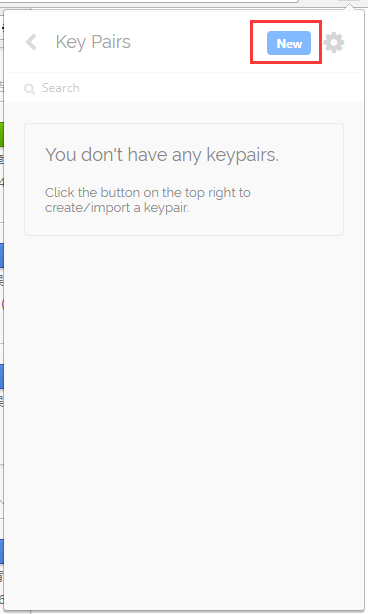 Key Pairs
New
Search
You don't have any keypairs.
Click the button on the top right to
create/import a keypair.